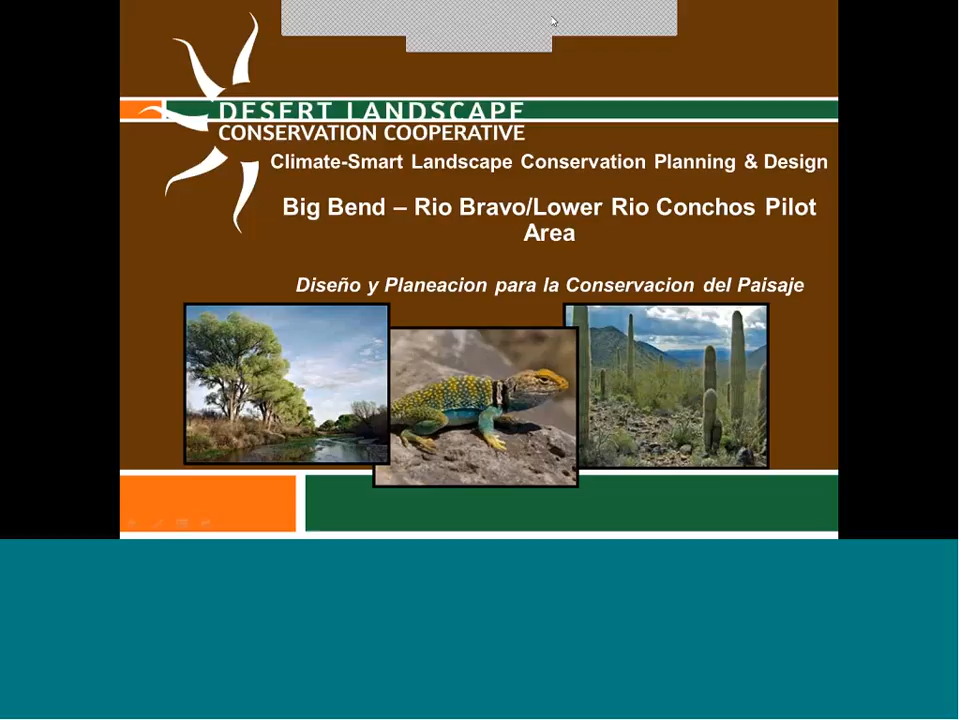 DESERT LANDSCAPE
CONSERVATION COOPERATIVE
Climate-Smart Landscape Conservation Planning & Design
Big Bend – Rio Bravo/Lower Rio Conchos Pilot
Area
Diseño y Planeacion para la Conservacion del Paisaje